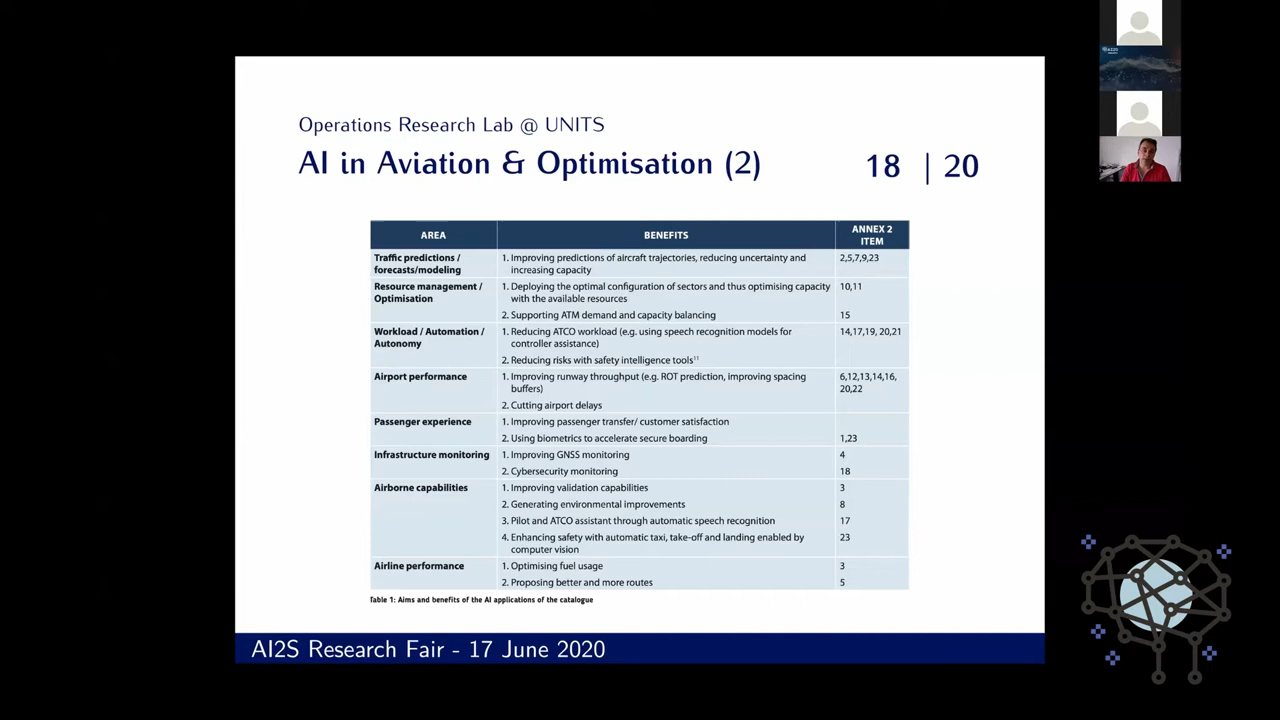 Operations Research Lab @ UNITS
AI in Aviation & Optimisation (2)
18 | 20
AREA BENEFITS ANNEX 2 ITEM
Traffic predictions / forecasts/modeling
1. Improving predictions of aircraft trajectories, reducing uncertainty and
increasing capacity
2,5,7,9,23
Resource management / Optimisation
1. Deploying the optimal configuration of sectors and thus optimising capacity
with the available resources
10,11
2. Supporting ATM demand and capacity balancing
15
Workload / Automation / Autonomy
1. Reducing ATCO workload (e.g. using speech recognition models for
controller assistance)
14,17,19, 20,21
2. Reducing risks with safety intelligence tools¹¹
Airport performance
1. Improving runway throughput (e.g. ROT prediction, improving spacing
buffers)
6,12,13,14,16,
20,22
2. Cutting airport delays
Passenger experience
1. Improving passenger transfer/ customer satisfaction
2. Using biometrics to accelerate secure boarding
1,23
Infrastructure monitoring
1. Improving GNSS monitoring
4
2. Cybersecurity monitoring
18
Airborne capabilities
1. Improving validation capabilities
3
2. Generating environmental improvements
8
3. Pilot and ATCO assistant through automatic speech recognition
17
4. Enhancing safety with automatic taxi, take-off and landing enabled by
computer vision
23
Airline performance
1. Optimising fuel usage
3
2. Proposing better and more routes
5
Table 1: Aims and benefits of the AI applications of the catalogue
AI2S Research Fair - 17 June 2020